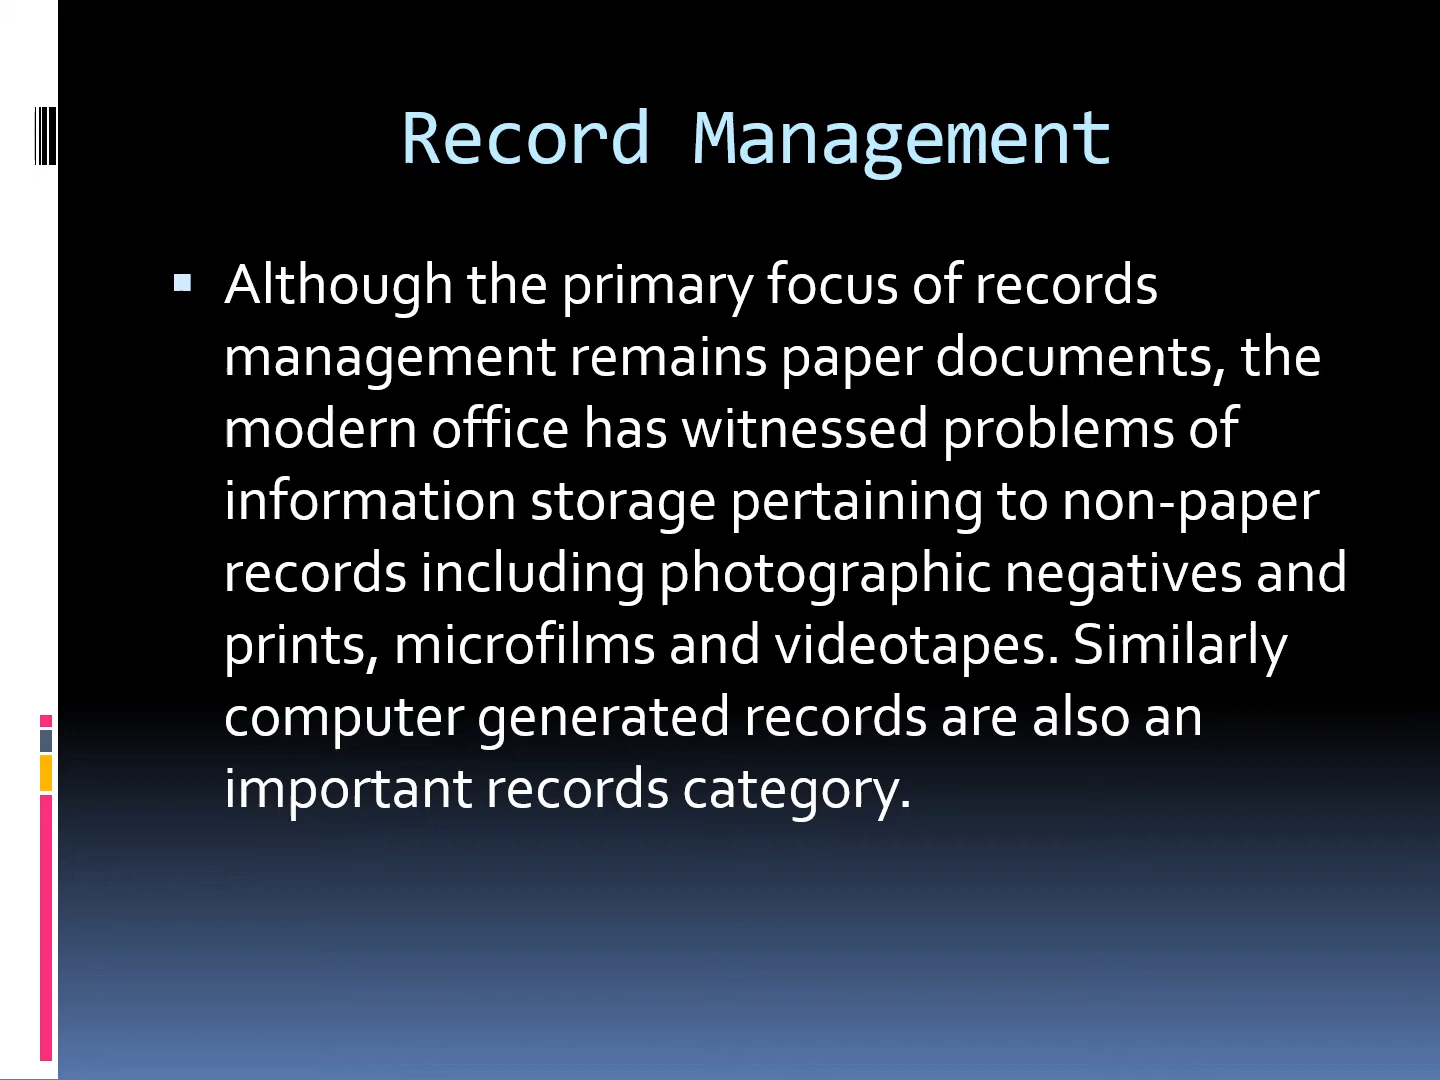 Record Management
Although the primary focus of records
management remains paper documents, the
modern office has witnessed problems of
information storage pertaining to non-paper
records including photographic negatives and
prints, microfilms and videotapes. Similarly
computer generated records are also an
important records category.